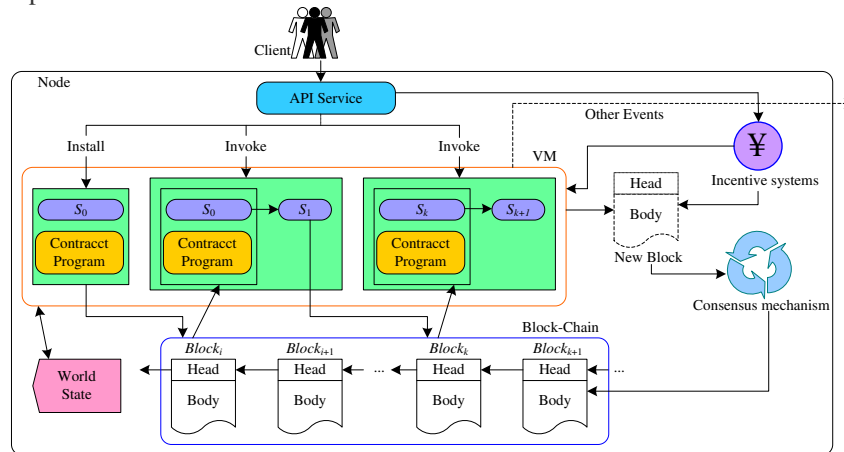 Client
Node
API Service
Other Events
Install
Invoke
Invoke
VM
¥
Incentive systems
S0
S0
S1
Sk
Sk+1
Contracct
Program
Contracct
Program
Contracct
Program
Head
Body
New Block
Consensus mechanism
Block-Chain
Blocki
Blocki+1
Blockk
Blockk+1
World
State
Head
Head
...
Head
Head
...
Body
Body
Body
Body